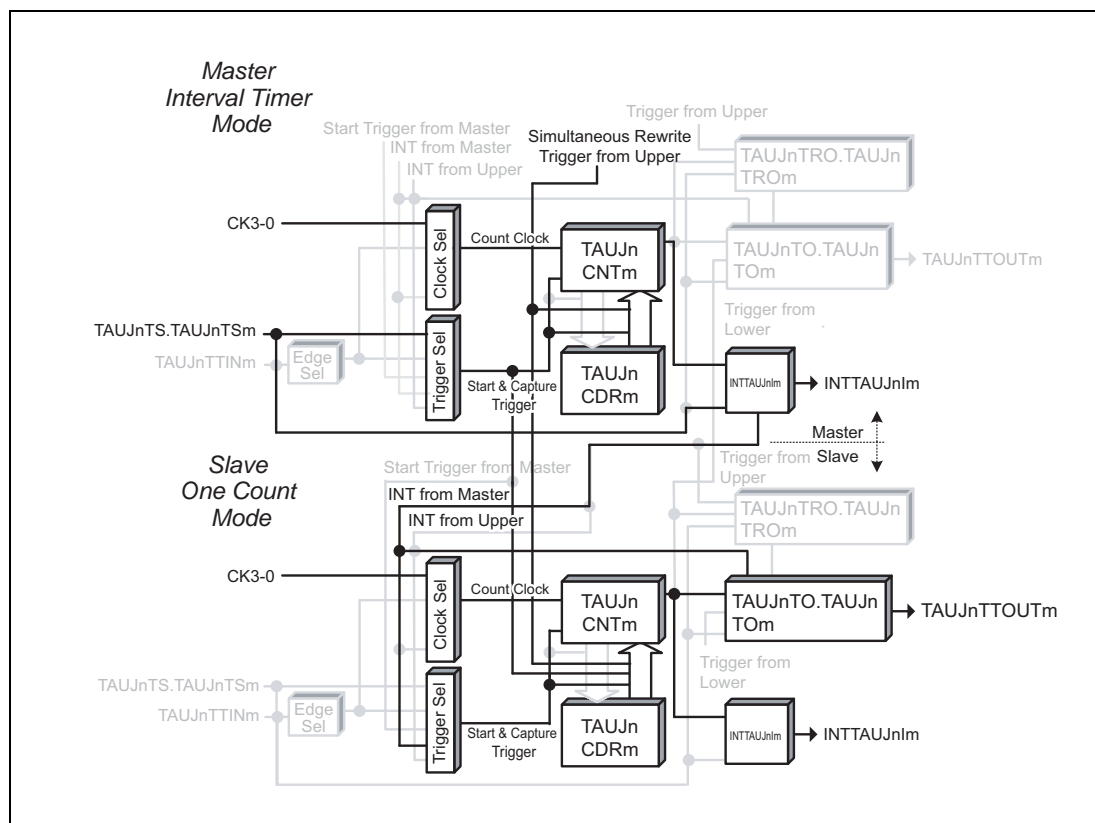 Master
Interval Timer
Mode
Start Trigger from Master
INT from Master
INT from Upper
Simultaneous Rewrite
Trigger from Upper
Trigger from Upper
TAUJnTRO.TAUJn
TROm
CK3-0
Clock Sel
Count Clock
TAUJn
CNTm
TAUJnTO.TAUJn
TOm
TAUJnTTOUTm
Trigger from
Lower
TAUJnTS.TAUJnTSm
TAUJnTTINm
Edge
Sel
Trigger Sel
Start & Capture
Trigger
TAUJn
CDRm
INTTAUJnIm
INTTAUJnIm
Master
Slave
Slave
One Count
Mode
Start Trigger from Master
INT from Master
INT from Upper
Trigger from
Upper
TAUJnTRO.TAUJn
TROm
CK3-0
Clock Sel
Count Clock
TAUJn
CNTm
TAUJnTO.TAUJn
TOm
TAUJnTTOUTm
Trigger from
Lower
TAUJnTS.TAUJnTSm
TAUJnTTINm
Edge
Sel
Trigger Sel
Start & Capture
Trigger
TAUJn
CDRm
INTTAUJnIm
INTTAUJnIm